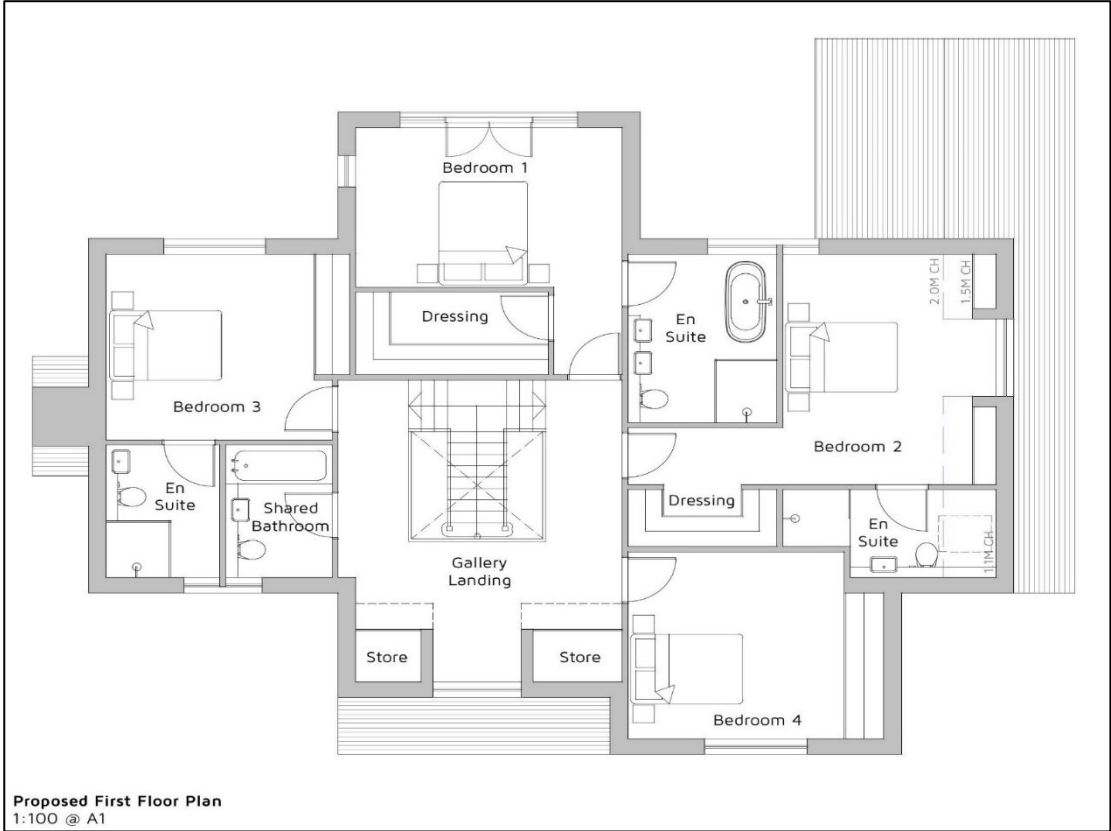 Bedroom 1
Dressing
En
Suite
2.0M CH
1.5M CH
Bedroom 3
Bedroom 2
En
Suite
Shared
Bathroom
Dressing
En
Suite
1.1M CH
Gallery
Landing
Store
Store
Bedroom 4
Proposed First Floor Plan
1:100 @ A1